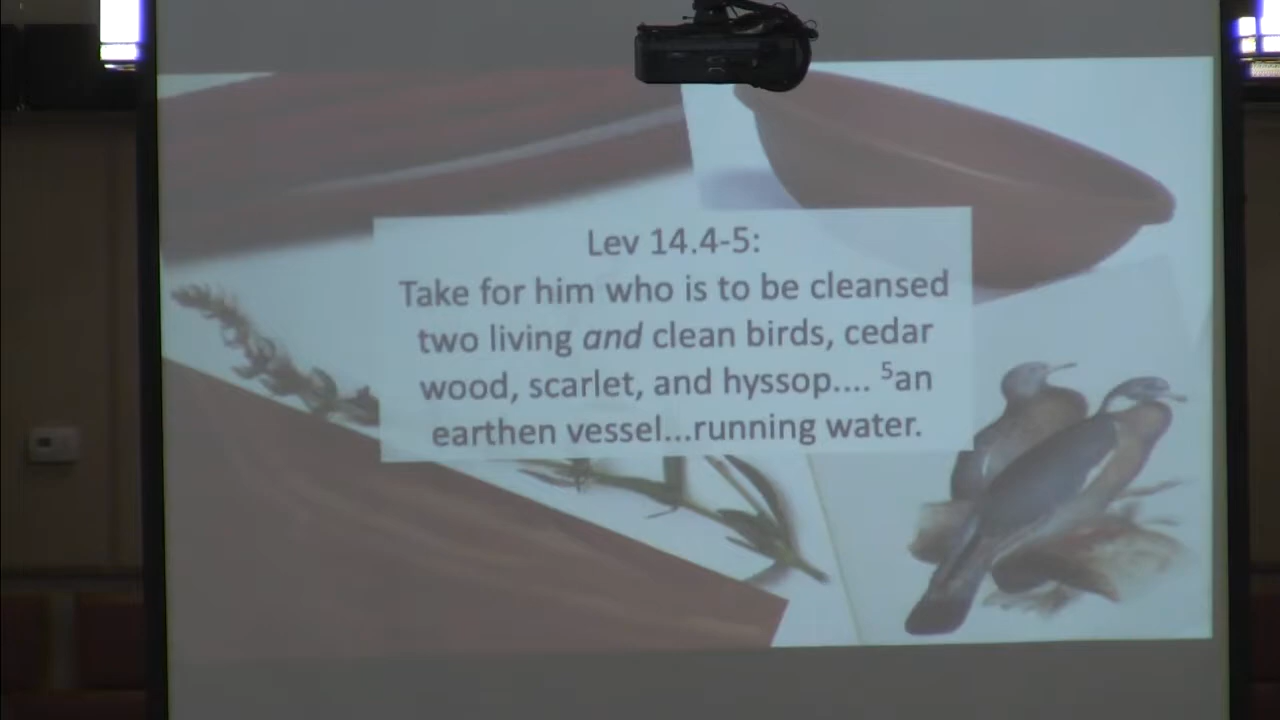 Lev 14.4-5:
Take for him who is to be cleansed
two living and clean birds, cedar
wood, scarlet, and hyssop.... ⁵an
earthen vessel...running water.